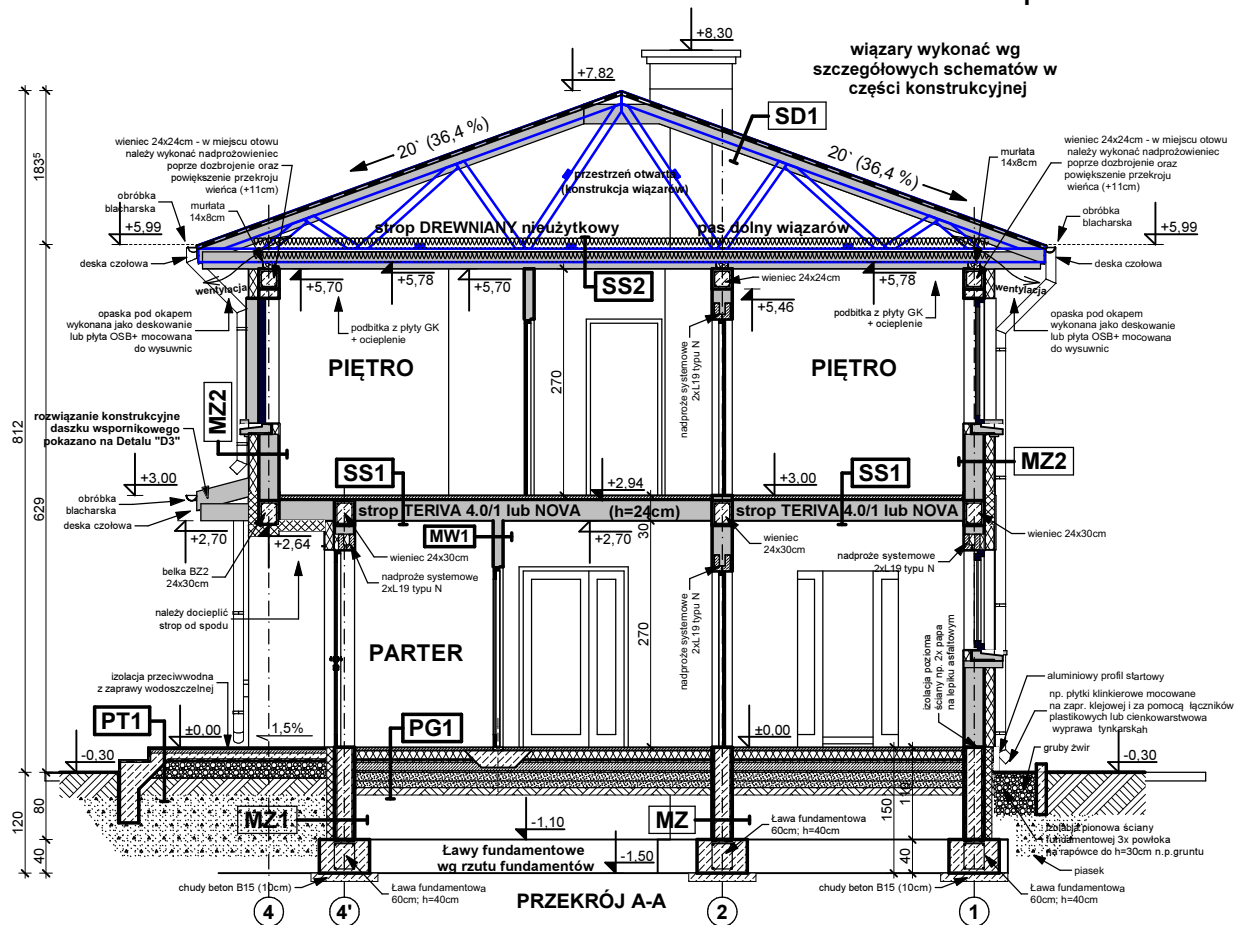 +8,30
wiązary wykonać wg
szczegółowych schematów w
części konstrukcyjnej
+7,82
SD1
20˚ (36,4 %)
20˚ (36,4 %)
wieniec 24x24cm - w miejscu otowu
należy wykonać nadprożowieniec
poprze dozbrojenie oraz
powiększenie przekroju
wieńca (+11cm)
wieniec 24x24cm - w miejscu otowu
należy wykonać nadprożowieniec
poprze dozbrojenie oraz
powiększenie przekroju
wieńca (+11cm)
murłata
14x8cm
murłata
14x8cm
przestrzeń otwarta
(konstrukcja wiązarów)
obróbka
blacharska
obróbka
blacharska
+5,99
+5,99
strop DREWNIANY nieużytkowy
pas dolny wiązarów
deska czołowa
deska czołowa
wentylacja
wentylacja
+5,70
+5,78
+5,70
SS2
wieniec 24x24cm
+5,78
+5,46
opaska pod okapem
wykonana jako deskowanie
lub płyta OSB+ mocowana
do wysuwnic
podbitka z płyty GK
+ ocieplenie
podbitka z płyty GK
+ ocieplenie
opaska pod okapem
wykonana jako deskowanie
lub płyta OSB+ mocowana
do wysuwnic
PIĘTRO
PIĘTRO
270
nadproże systemowe
2xL19 typu N
1835
812
629
MZ2
rozwiązanie konstrukcyjne
daszku wspornikowego
pokazano na Detalu "D3"
MZ2
SS1
SS1
+3,00
+2,94
+3,00
obróbka
blacharska
deska czołowa
strop TERIVA 4.0/1 lub NOVA
(h=24cm)
strop TERIVA 4.0/1 lub NOVA
+2,70
+2,64
MW1
+2,70
30
wieniec
24x30cm
wieniec 24x30cm
wieniec 24x30cm
belka BZ2
24x30cm
nadproże systemowe
2xL19 typu N
nadproże systemowe
2xL19 typu N
nadproże systemowe
2xL19 typu N
należy docieplić
strop od spodu
PARTER
270
izolacja pozioma
ściany np. 2x papa
na lepiku asfaltowym
izolacja przeciwwodna
z zaprawy wodoszczelnej
aluminiowy profil startowy
np. płytki klinkierowe mocowane
na zapr. klejowej i za pomocą łączników
plastikowych lub cienkowarstwowa
wyprawa tynkarskah
gruby żwir
PT1
±0,00
1,5%
PG1
±0,00
-0,30
-0,30
120
80
40
MZ1
MZ
150
110
40
-1,10
-1,50
Ławy fundamentowe
wg rzutu fundamentów
Ława fundamentowa
60cm; h=40cm
izolacja pionowa ściany
fundamentowej 3x powłoka
na rapówce do h=30cm n.p.gruntu
piasek
chudy beton B15 (10cm)
Ława fundamentowa
60cm; h=40cm
chudy beton B15 (10cm)
Ława fundamentowa
60cm; h=40cm
PRZEKRÓJ A-A
4
4'
2
1